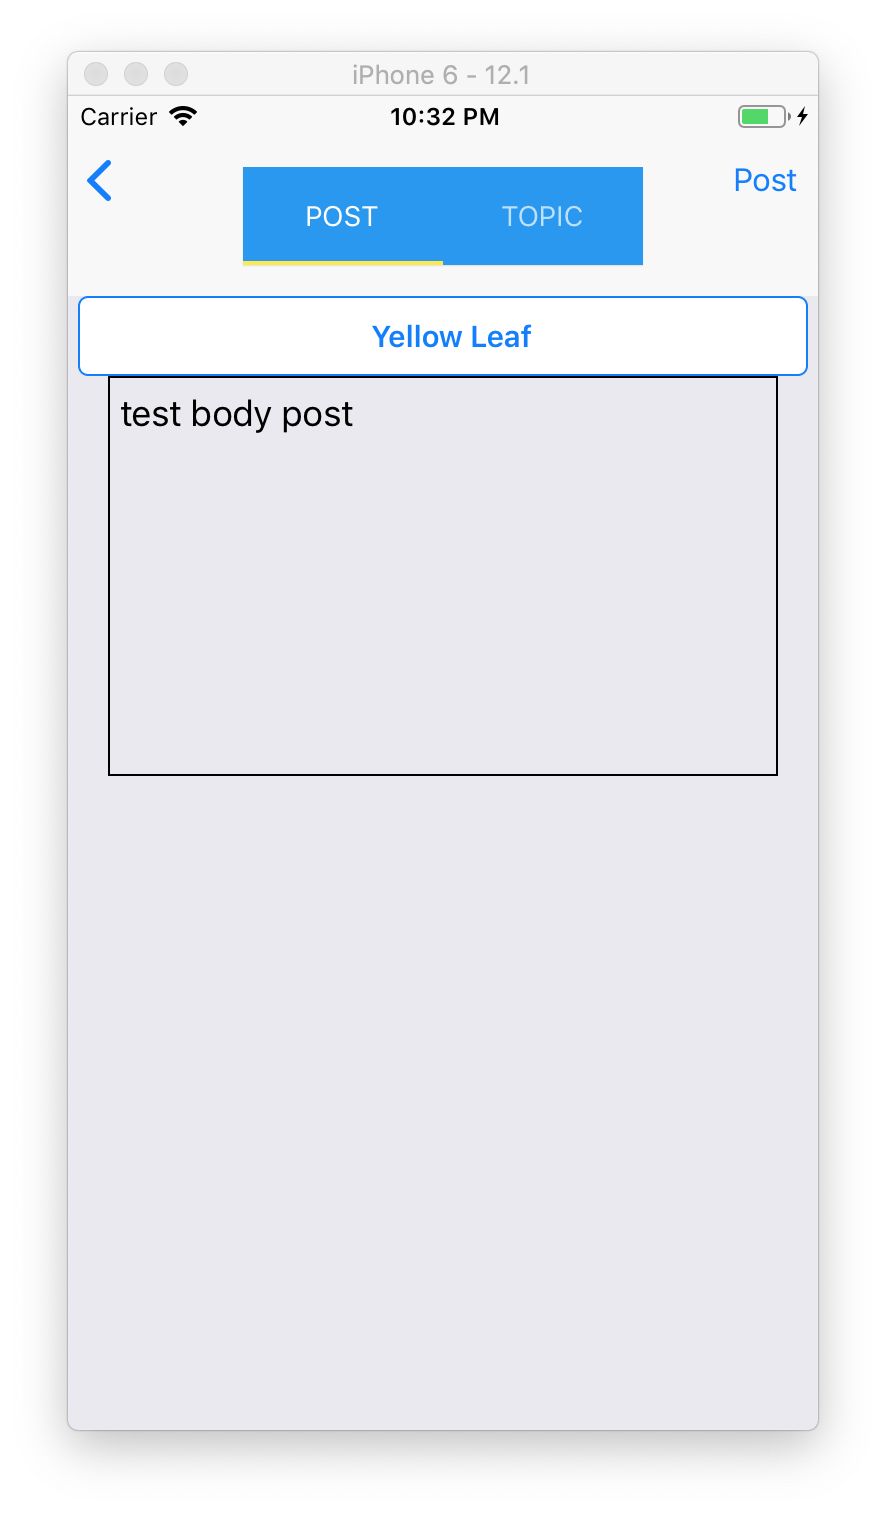 iPhone 6 - 12.1
Carrier 10:32 PM
Post
POST TOPIC
Yellow Leaf
test body post